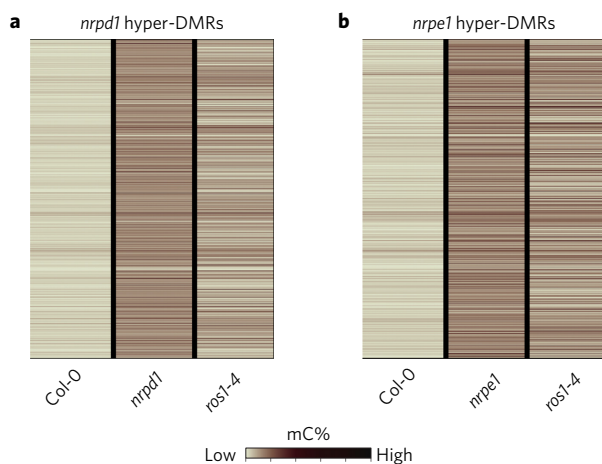 a
nrpd1 hyper-DMRs
Col-0
nrpd1
ros1-4
b
nrpe1 hyper-DMRs
Col-0
nrpe1
ros1-4
mC%
Low High